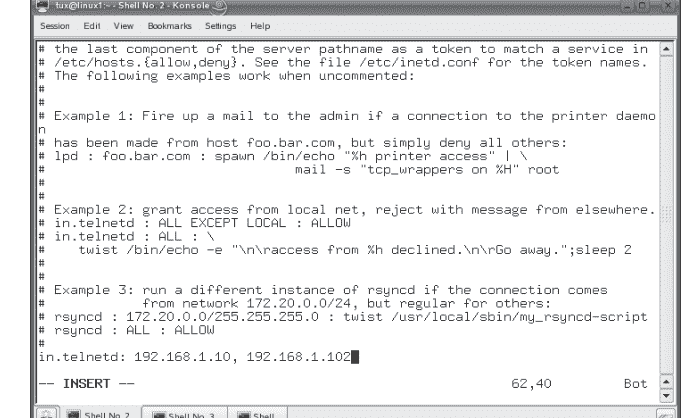 tux@linux1:~ - Shell No. 2 - Konsole
Session Edit View Bookmarks Settings Help
# the last component of the server pathname as a token to match a service in
# /etc/hosts.{allow,deny}. See the file /etc/inetd.conf for the token names.
# The following examples work when uncommented:
#
#
# Example 1: Fire up a mail to the admin if a connection to the printer daemo
n
# has been made from host foo.bar.com, but simply deny all others:
# lpd : foo.bar.com : spawn /bin/echo "%h printer access" | \
#                               mail -s "tcp_wrappers on %H" root
#
#
# Example 2: grant access from local net, reject with message from elsewhere.
# in.telnetd : ALL EXCEPT LOCAL : ALLOW
# in.telnetd : ALL : \
#    twist /bin/echo -e "\n\raccess from %h declined.\n\rGo away.";sleep 2
#
#
# Example 3: run a different instance of rsyncd if the connection comes
#            from network 172.20.0.0/24, but regular for others:
# rsyncd : 172.20.0.0/255.255.255.0 : twist /usr/local/sbin/my_rsyncd-script
# rsyncd : ALL : ALLOW
#
in.telnetd: 192.168.1.10, 192.168.1.102
-- INSERT -- 62,40 Bot
Shell No. 2 Shell No. 3 Shell